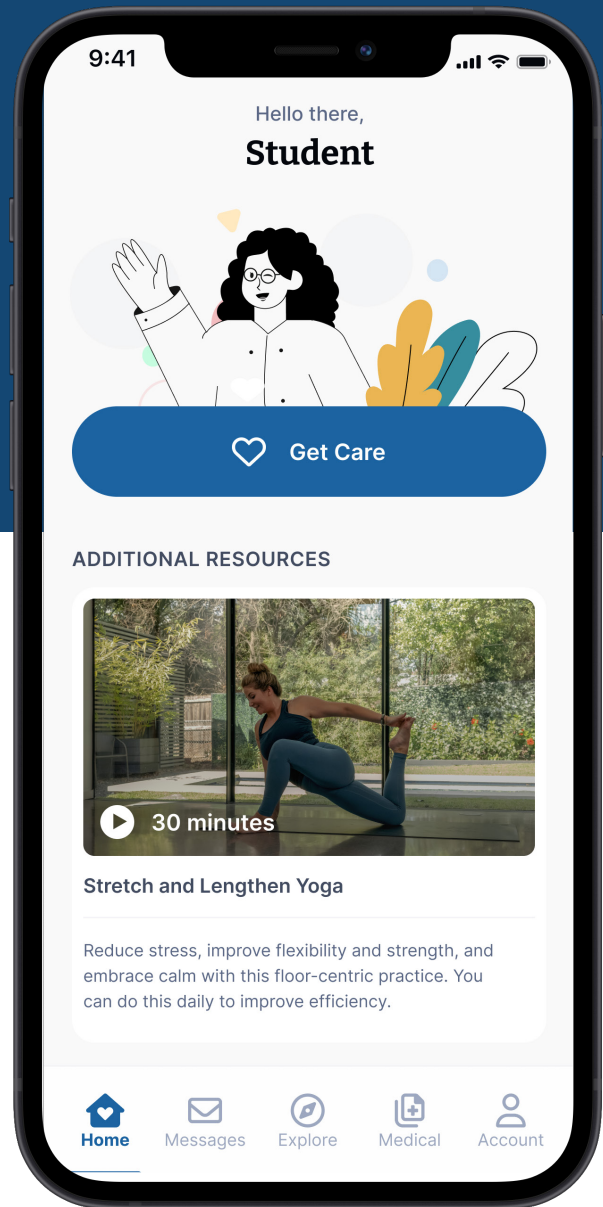 9:41
Hello there,
Student
Get Care
ADDITIONAL RESOURCES
30 minutes
Stretch and Lengthen Yoga
Reduce stress, improve flexibility and strength, and
embrace calm with this floor-centric practice. You
can do this daily to improve efficiency.
Home Messages Explore Medical Account